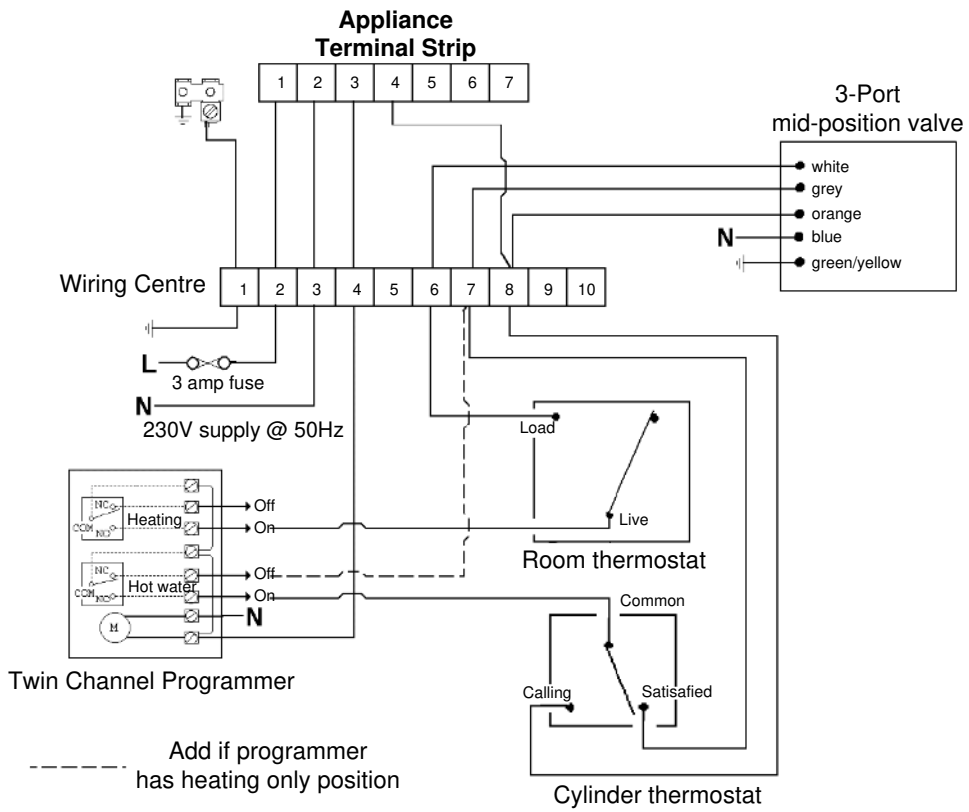 Appliance
Terminal Strip
1 2 3 4 5 6 7
3-Port
mid-position valve
white
grey
orange
N blue
green/yellow
Wiring Centre 1 2 3 4 5 6 7 8 9 10
L
3 amp fuse
N
230V supply @ 50Hz
Load
Live
Room thermostat
NC
Heating
COM
NO
Off
On
NC
Hot water
COM
NO
Off
On
N
M
Twin Channel Programmer
Common
Calling
Satisafied
Cylinder thermostat
Add if programmer
has heating only position